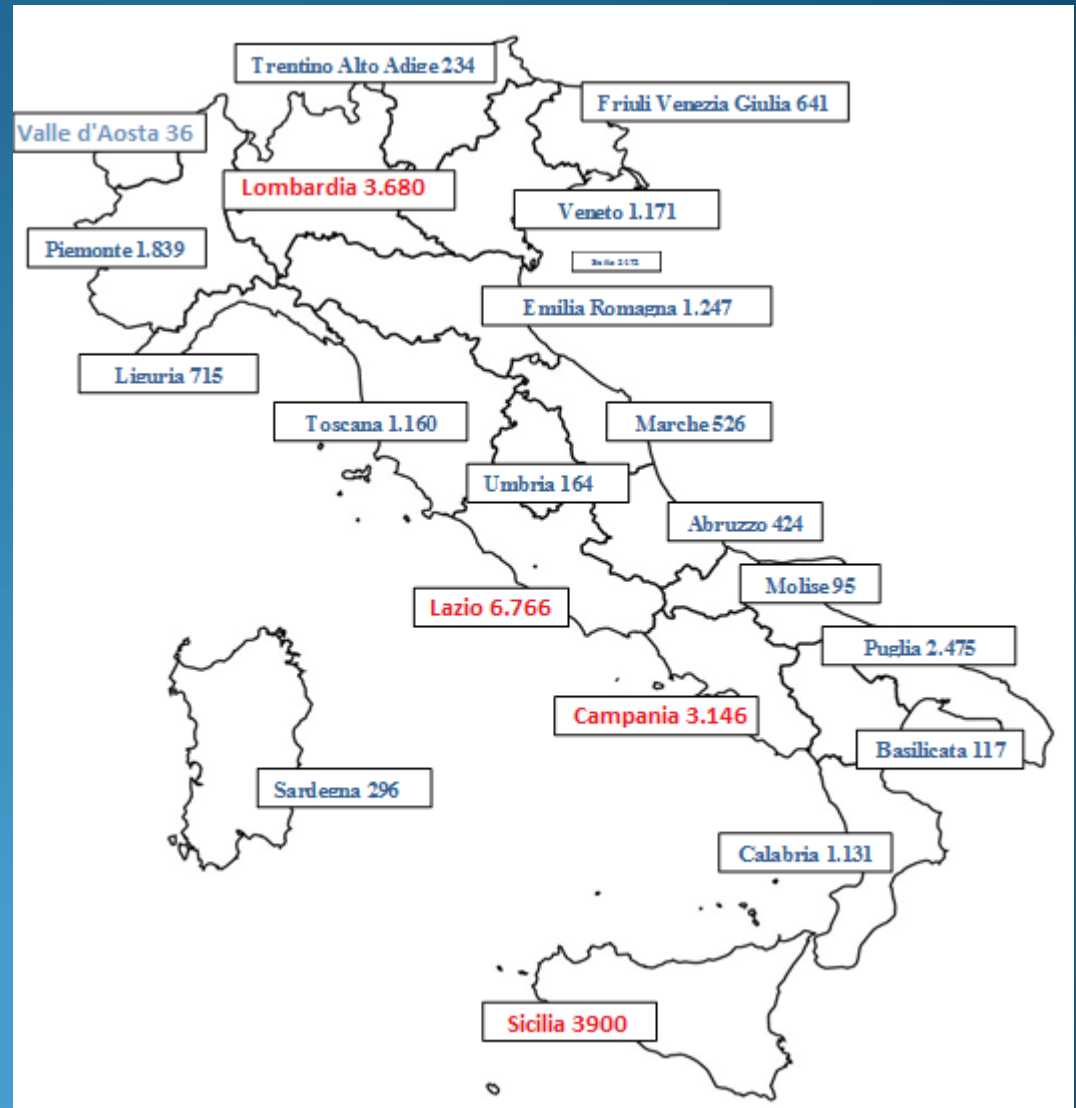 Trentino Alto Adige 234
Friuli Venezia Giulia 641
Valle d'Aosta 36
Lombardia 3.680
Veneto 1.171
Piemonte 1.839
Emilia Romagna 1.247
Liguria 715
Toscana 1.160
Marche 526
Umbria 164
Abruzzo 424
Molise 95
Lazio 6.766
Puglia 2.475
Campania 3.146
Basilicata 117
Sardegna 296
Calabria 1.131
Sicilia 3900